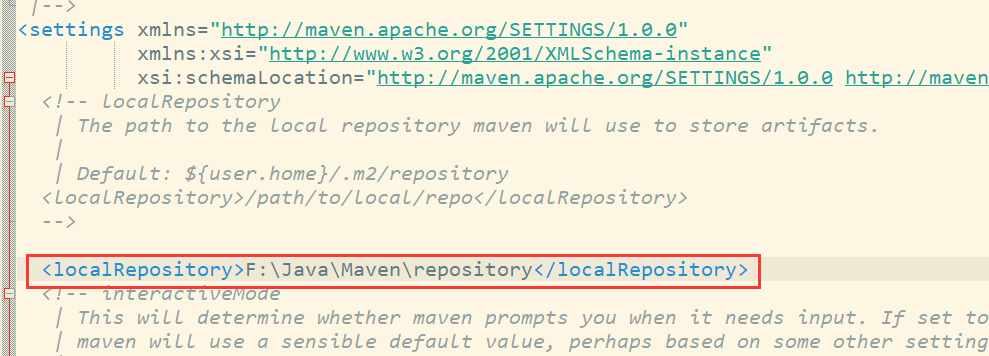 |-->
<settings xmlns="http://maven.apache.org/SETTINGS/1.0.0"
xmlns:xsi="http://www.w3.org/2001/XMLSchema-instance"
xsi:schemaLocation="http://maven.apache.org/SETTINGS/1.0.0 http://maven
<!-- localRepository
| The path to the local repository maven will use to store artifacts.
|
| Default: ${user.home}/.m2/repository
<localRepository>/path/to/local/repo</localRepository>
-->
<localRepository>F:\Java\Maven\repository</localRepository>
<!-- interactiveMode
| This will determine whether maven prompts you when it needs input. If set to
| maven will use a sensible default value, perhaps based on some other setting